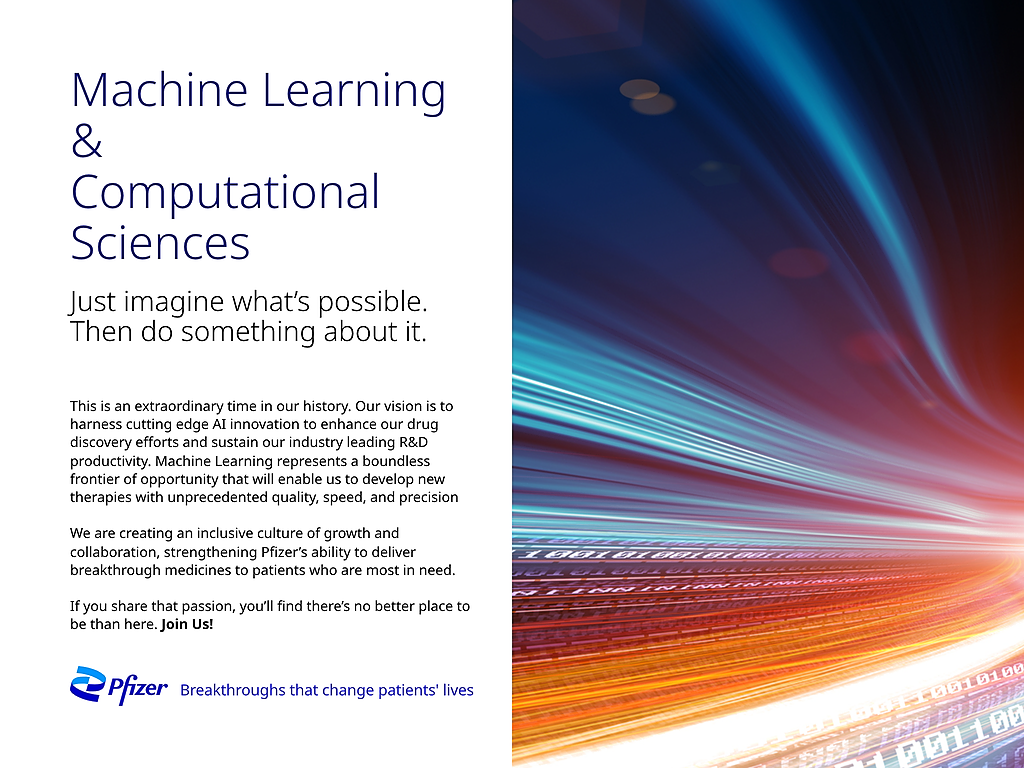 Machine Learning
&
Computational
Sciences
Just imagine what’s possible.
Then do something about it.
This is an extraordinary time in our history. Our vision is to
harness cutting edge AI innovation to enhance our drug
discovery efforts and sustain our industry leading R&D
productivity. Machine Learning represents a boundless
frontier of opportunity that will enable us to develop new
therapies with unprecedented quality, speed, and precision
We are creating an inclusive culture of growth and
collaboration, strengthening Pfizer’s ability to deliver
breakthrough medicines to patients who are most in need.
If you share that passion, you’ll find there’s no better place to
be than here. Join Us!
Pfizer Breakthroughs that change patients' lives